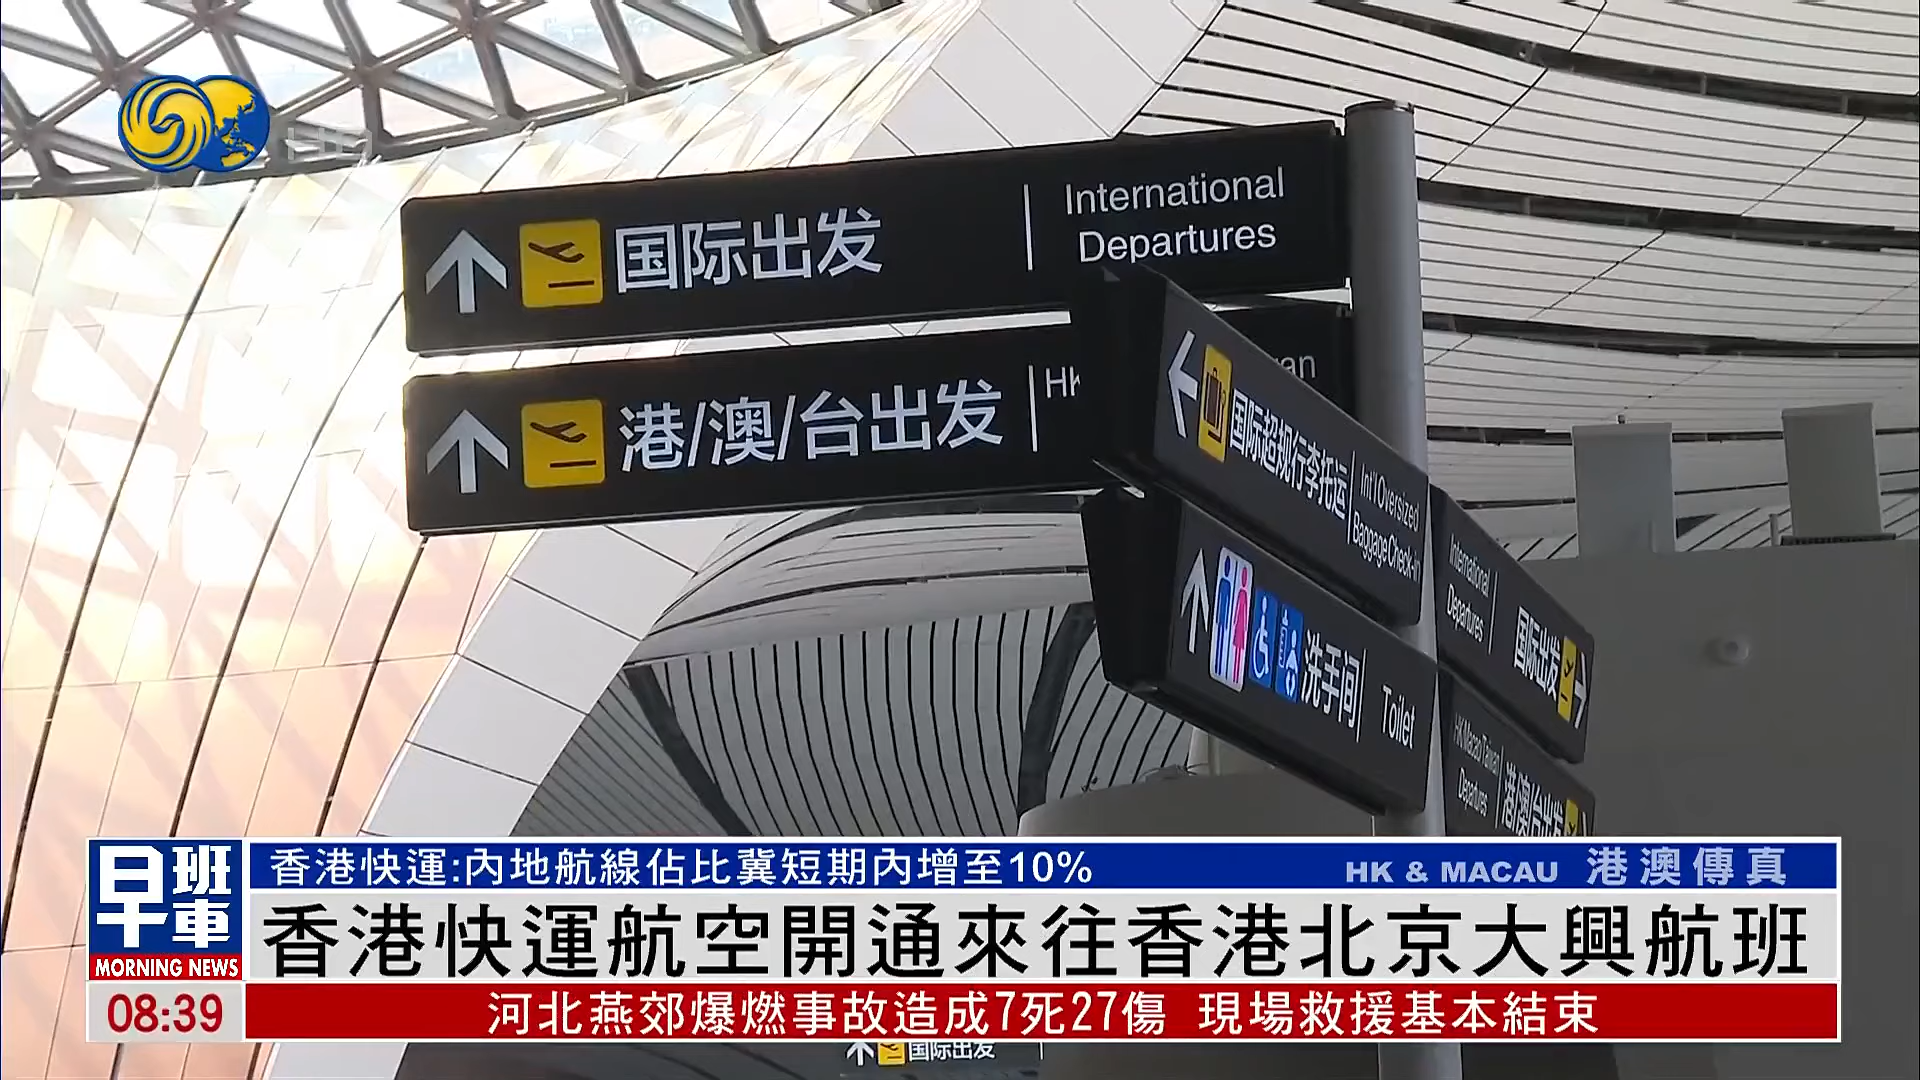 HD
国际出发
International
Departures
港/澳/台出发
HK
国际超规行李托运
Int'l Oversized
Baggage Check-in
洗手间
Toilet
International
Departures
国际出发
HK Macao Taiwan
Departures
港/澳/台出发
早班車
MORNING NEWS
08:39
香港快運:內地航線佔比冀短期內增至10%
HK & MACAU 港澳傳真
香港快運航空開通來往香港北京大興航班
河北燕郊爆燃事故造成7死27傷 現場救援基本結束
国际出发